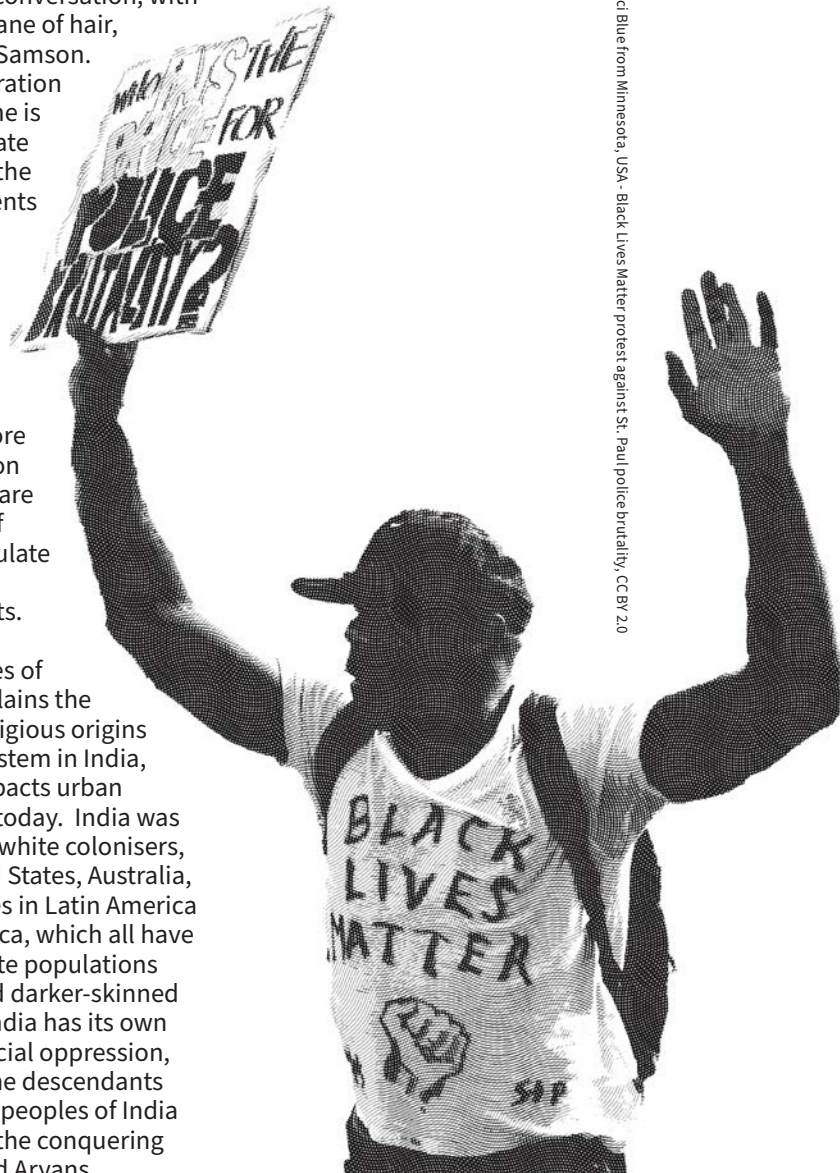 conversation, with
ane of hair,
Samson.
ration
ne is
ate
the
ents
ore
on
are
f
ulate
ts.
es of
lains the
igious origins
stem in India,
pacts urban
today. India was
white colonisers,
States, Australia,
es in Latin America
ca, which all have
te populations
d darker-skinned
ndia has its own
cial oppression,
he descendants
peoples of India
the conquering
d Aryans
THE
FOR
POLICE
BRUTALITY?
ci Blue from Minnesota, USA - Black Lives Matter protest against St. Paul police brutality, CC BY 2.0
BLACK
LIVES
MATTER